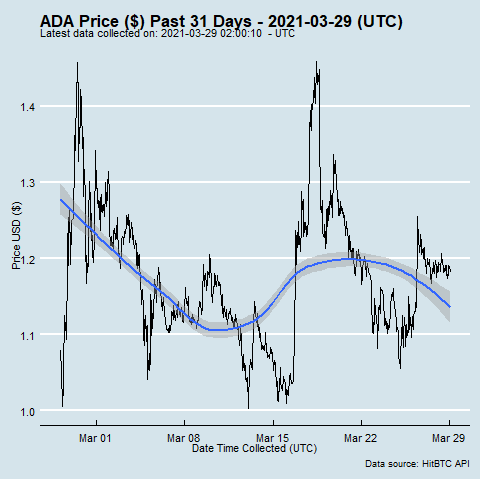 ADA Price ($) Past 31 Days - 2021-03-29 (UTC)
Latest data collected on: 2021-03-29 02:00:10  - UTC
1.4
1.3
1.2
1.1
1.0
Price USD ($)
Mar 01
Mar 08
Mar 15
Mar 22
Mar 29
Date Time Collected (UTC)
Data source: HitBTC API